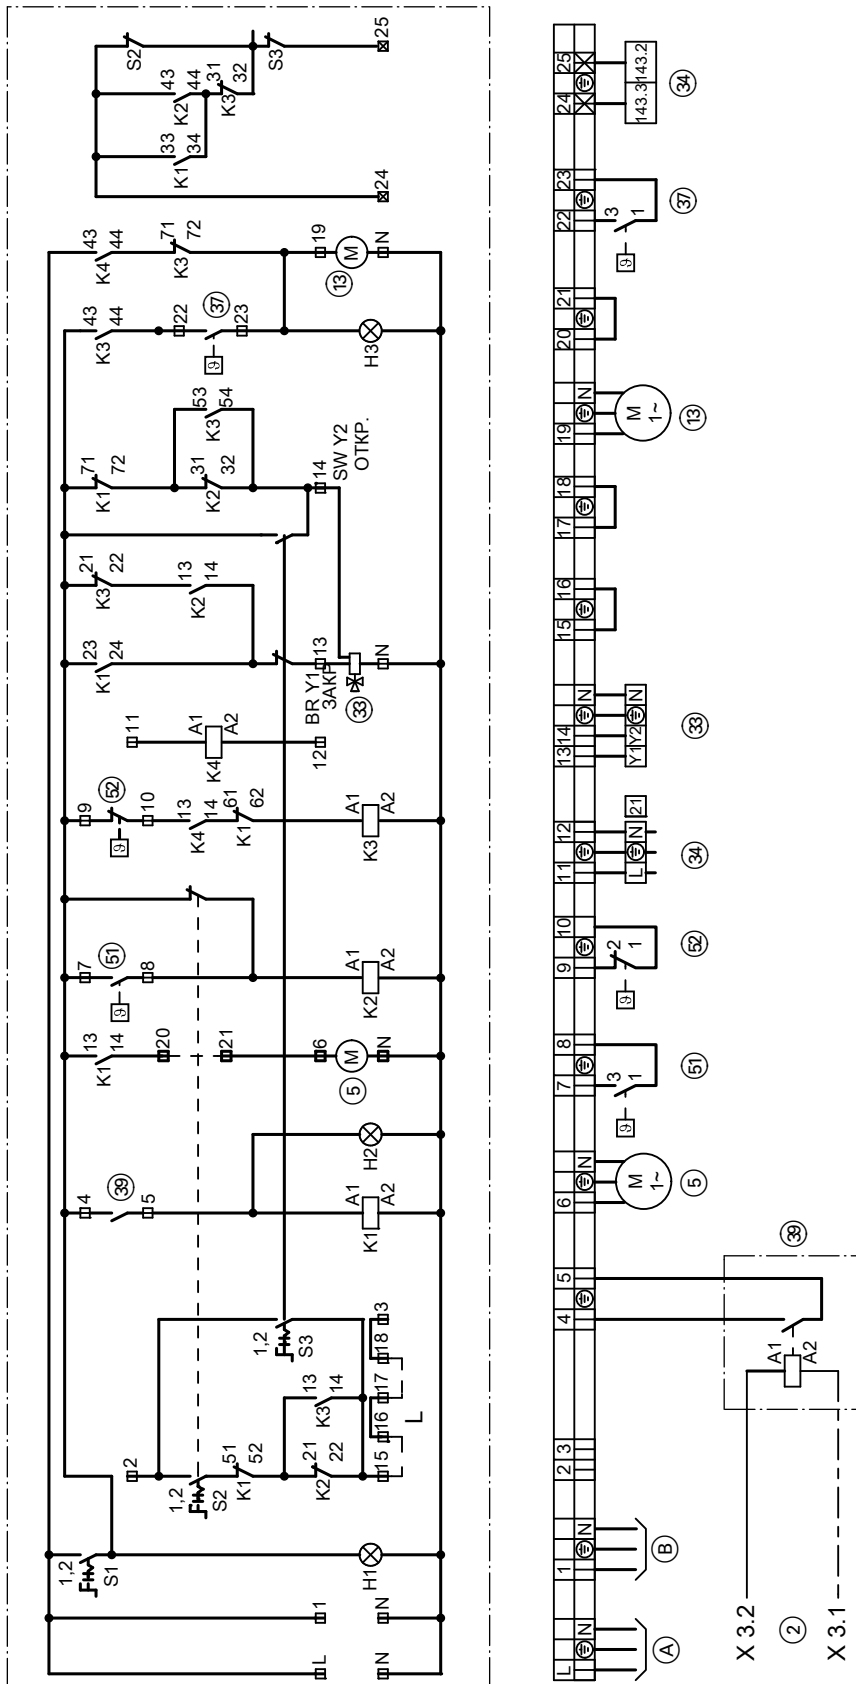 S2
43
44
K2
31
32
K3
S3
25
33
34
K1
24
43
44
K4
71
72
K3
19
M
N
13
43
44
K3
22
37
23
ϑ
H3
53
54
K3
71
72
K1
31
32
K2
14
SW Y2
ОТКР.
21
22
K3
13
14
K2
23
24
K1
13
BR Y1
ЗАКР.
33
N
11
A1
A2
K4
12
9
52
10
ϑ
13
14
K4
61
62
K1
A1
A2
K3
7
51
8
ϑ
A1
A2
K2
13
14
K1
20
21
6
M
N
5
H2
4
39
5
A1
A2
K1
1,2
S3
3
18
17
16
15
L
13
14
K3
2
1,2
S2
51
52
K1
21
22
K2
1,2
S1
H1
1
N
L
N
25
24
143.2
143.3
34
23
22
3
1
ϑ
37
21
20
N
19
M
1~
13
18
17
16
15
N
14
13
N
Y2
Y1
33
12
11
21
N
L
34
10
9
2
1
ϑ
52
8
7
3
1
ϑ
51
N
6
M
1~
5
5
4
39
A1
A2
3
2
N
1
B
N
L
A
X 3.2
2
X 3.1